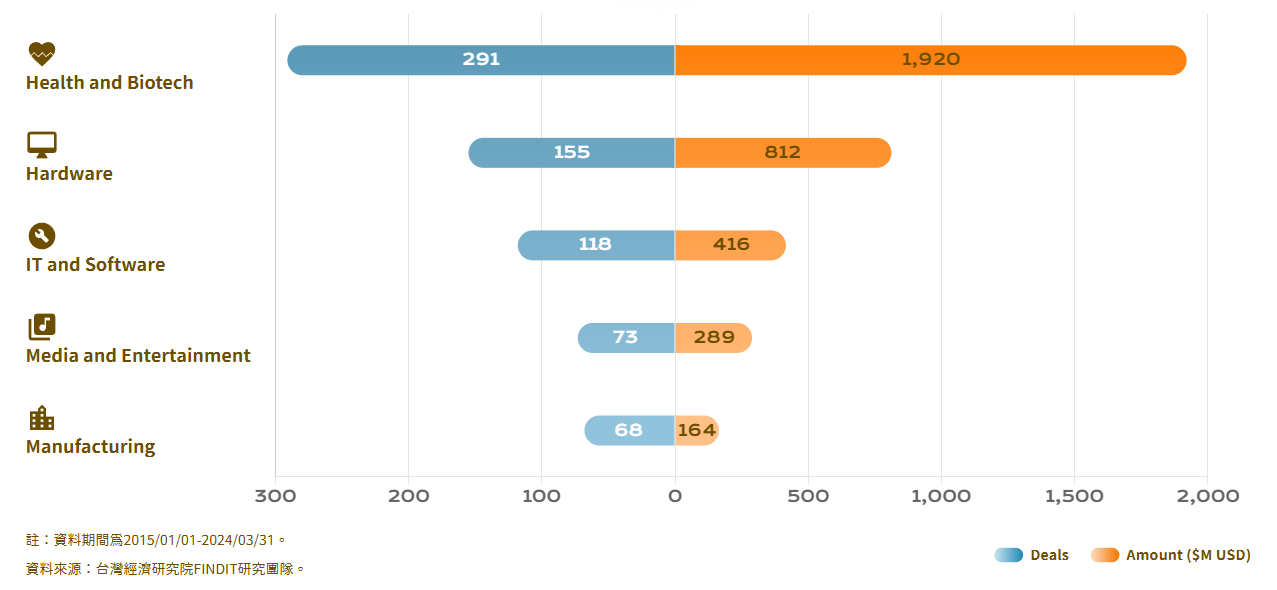 291 1,920
Health and Biotech
155 812
Hardware
118 416
IT and Software
73 289
Media and Entertainment
68 164
Manufacturing
300 200 100 0 500 1,000 1,500 2,000
註：資料期間為2015/01/01-2024/03/31。
Deals Amount ($M USD)
資料來源：台灣經濟研究院FINDIT研究團隊。